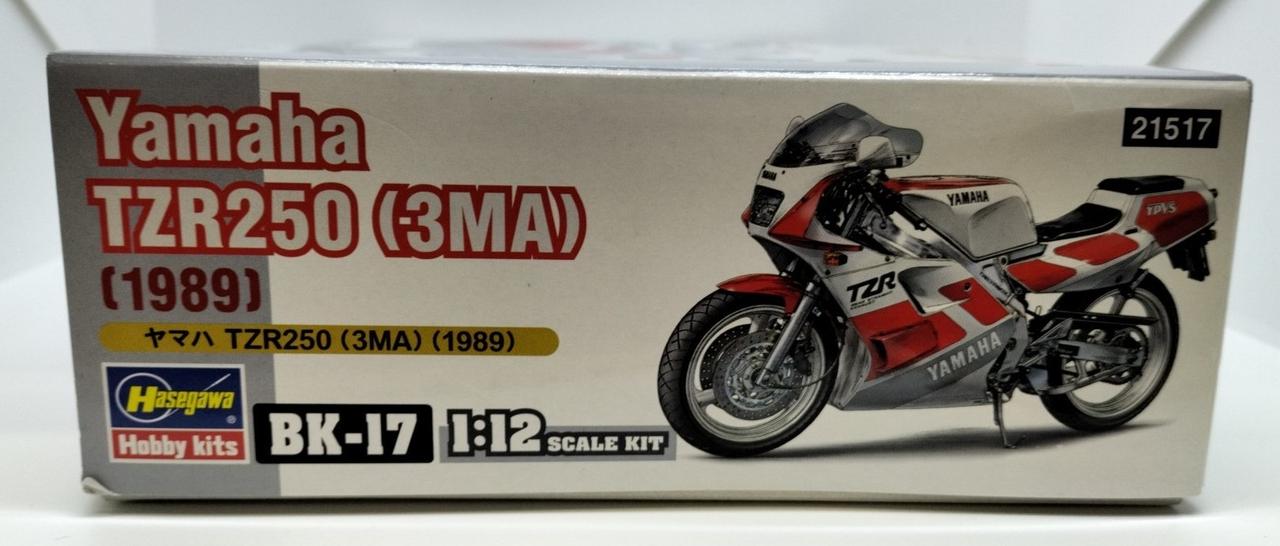 Yamaha
TZR250 (3MA)
(1989)
ヤマハ TZR250 (3MA) (1989)
Hasegawa®
Hobby kits
BK-17
1:12 SCALE KIT
21517
YAMAHA
YPVS
TZR
YAMAHA